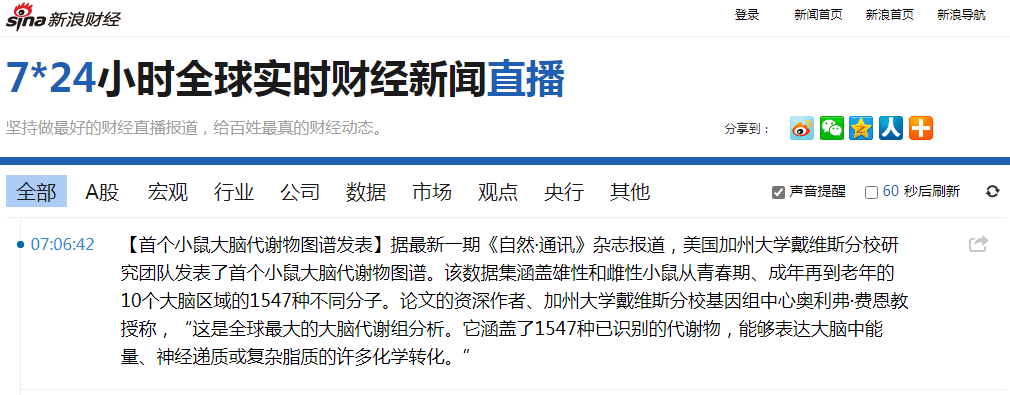 sina 新浪财经
登录 新闻首页 新浪首页 新浪导航
7*24小时全球实时财经新闻直播
坚持做最好的财经直播报道，给百姓最真的财经动态。
分享到：
全部 A股 宏观 行业 公司 数据 市场 观点 央行 其他
声音提醒 60 秒后刷新
07:06:42 【首个小鼠大脑代谢物图谱发表】据最新一期《自然·通讯》杂志报道，美国加州大学戴维斯分校研
究团队发表了首个小鼠大脑代谢物图谱。该数据集涵盖雄性和雌性小鼠从青春期、成年再到老年的
10个大脑区域的1547种不同分子。论文的资深作者、加州大学戴维斯分校基因组中心奥利弗·费恩教
授称，“这是全球最大的大脑代谢组分析。它涵盖了1547种已识别的代谢物，能够表达大脑中能
量、神经递质或复杂脂质的许多化学转化。”